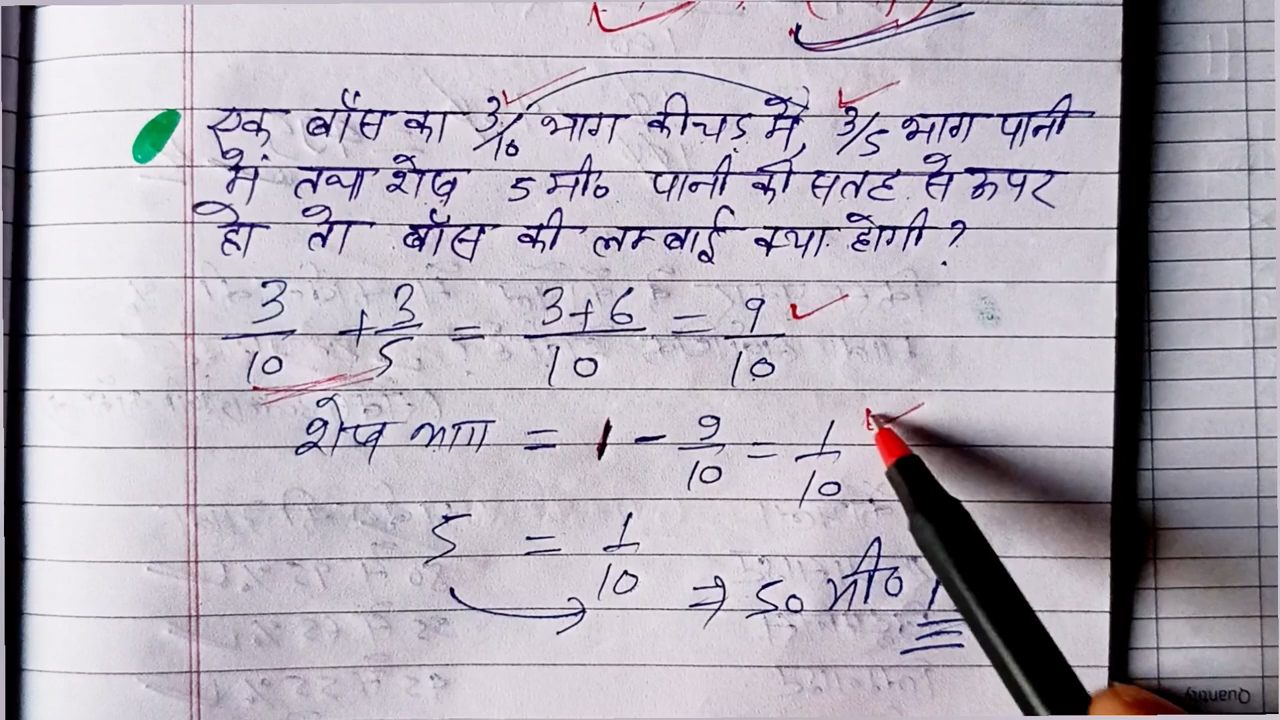 एक बाँस का 3/10 भाग कीचड़ में, 3/5 भाग पानी
में तथा शेष 5 मी० पानी की सतह से ऊपर
हो तो बाँस की लम्बाई क्या होगी ?
3/10 + 3/5 = 3+6/10 = 9/10
शेष भाग = 1 - 9/10 = 1/10
5 = 1/10 ⇒ 50 मी०।
Quantity